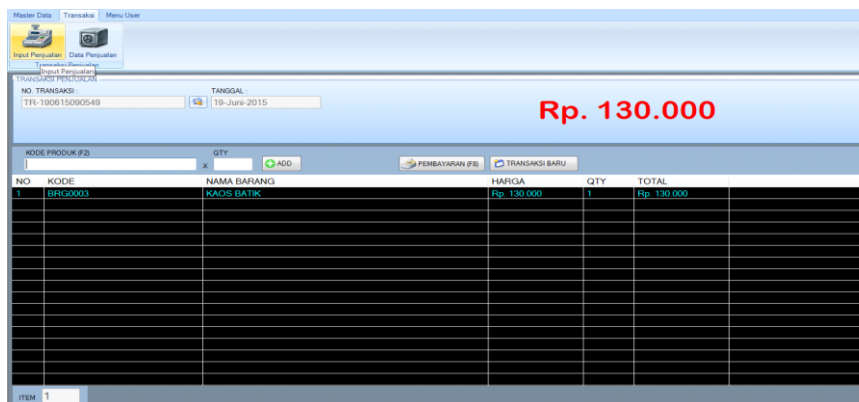 Master Data Transaksi Menu User
Input Penjualan Data Penjualan
Transaksi Penjualan
Input Penjualan
TRANSAKSI PENJUALAN
NO. TRANSAKSI : TANGGAL :
TR-190615090549 19-Juni-2015
Rp. 130.000
KODE PRODUK (F2) QTY
x ADD PEMBAYARAN (F8) TRANSAKSI BARU
NO KODE NAMA BARANG HARGA QTY TOTAL
1 BRG0003 KAOS BATIK Rp. 130.000 1 Rp. 130.000
ITEM 1